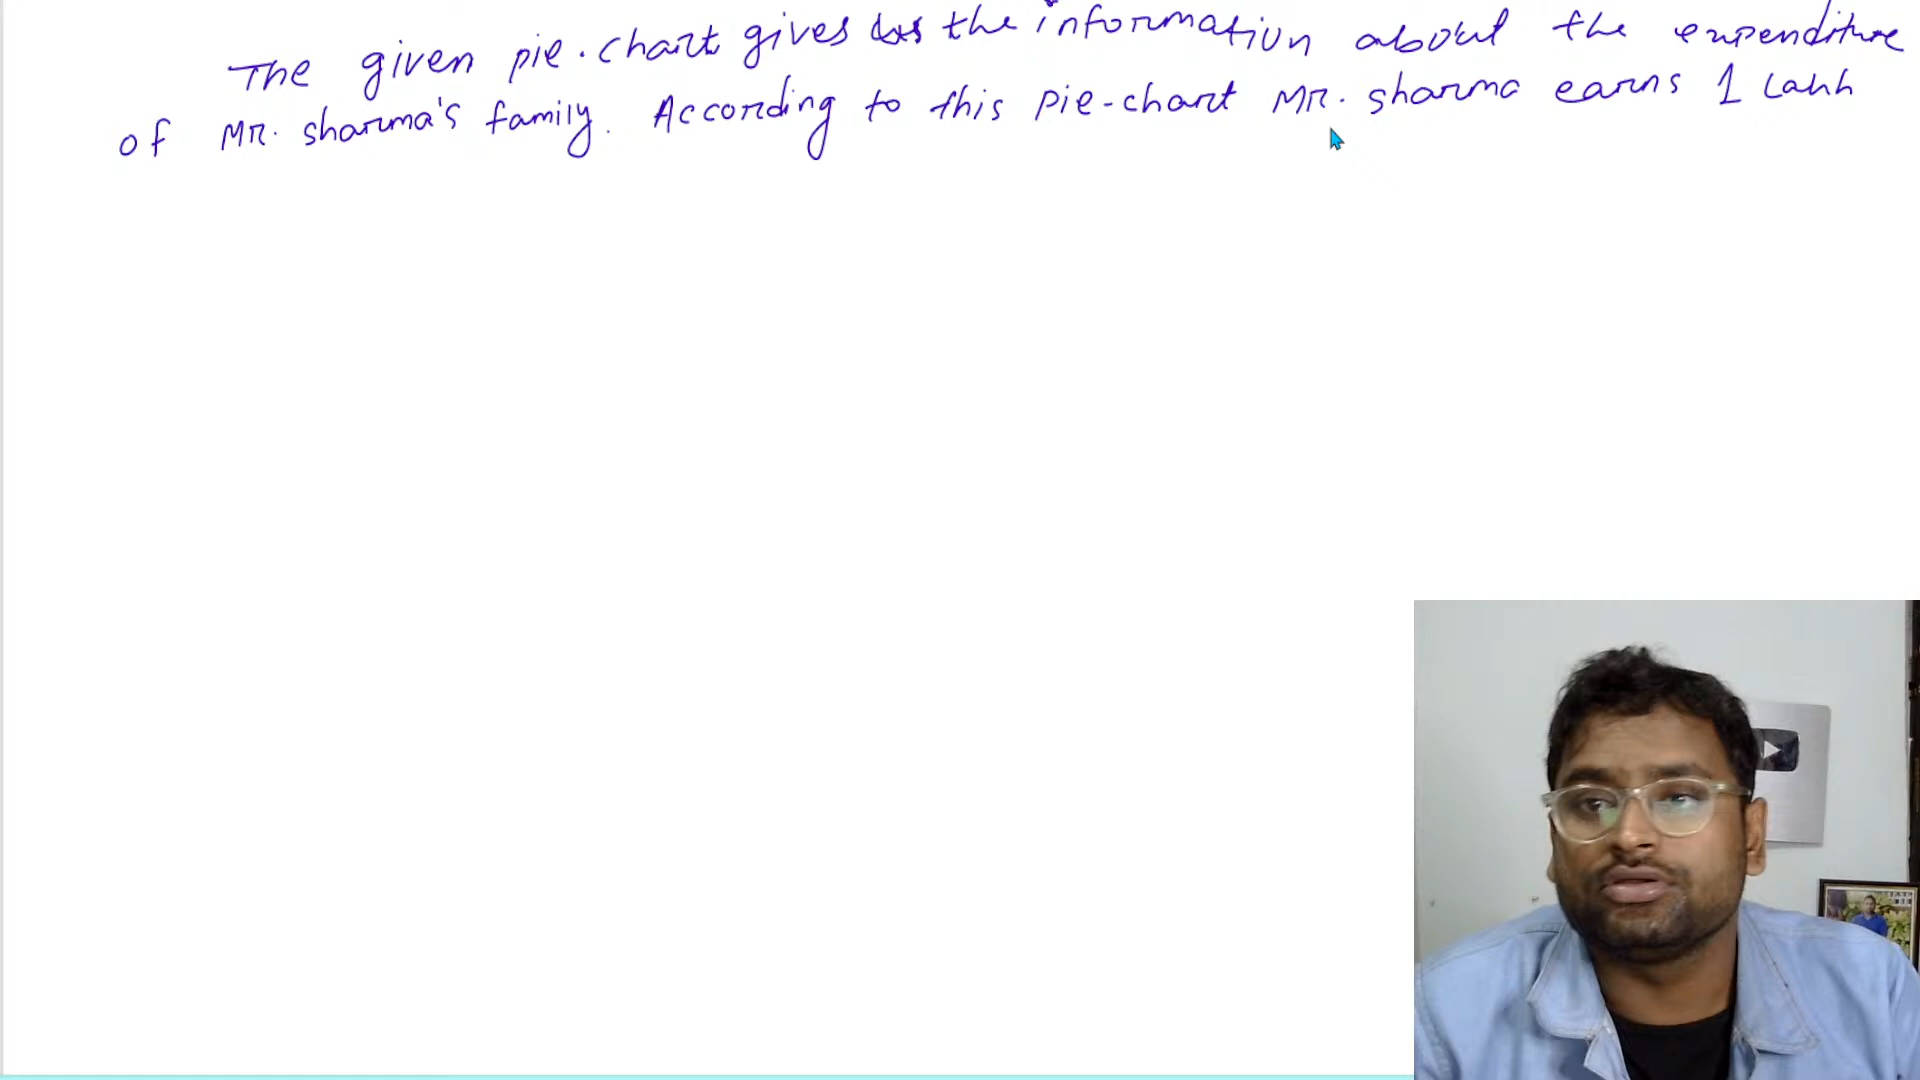 The given pie-chart gives us the information about the expenditure
of MR. sharma's family. According to this pie-chart MR. sharma earns 1 Lakh